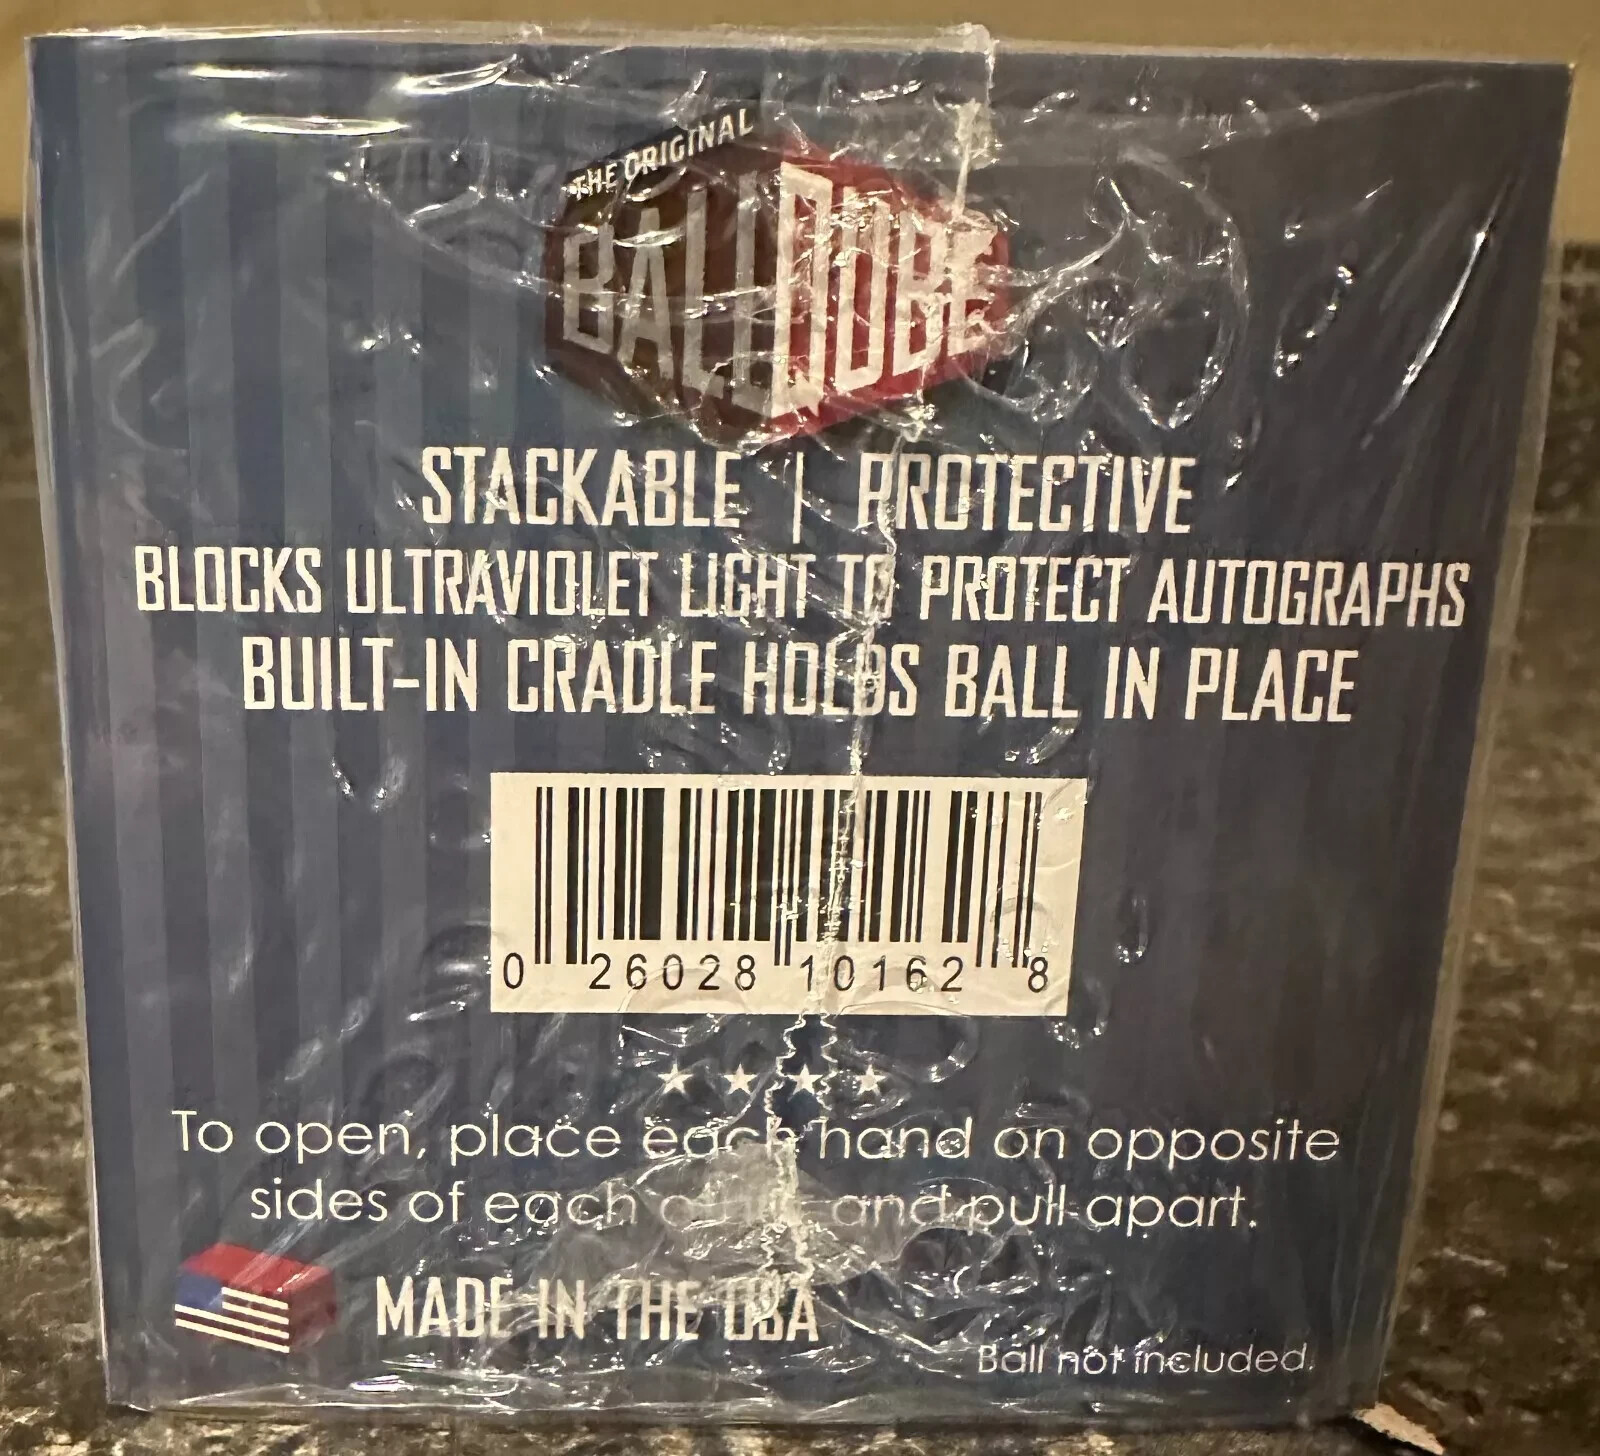 THE ORIGINAL
BALLQUBE
STACKABLE | PROTECTIVE
BLOCKS ULTRAVIOLET LIGHT TO PROTECT AUTOGRAPHS
BUILT-IN CRADLE HOLDS BALL IN PLACE
0 26028 10162 8
To open, place each hand on opposite
sides of each other and pull apart.
MADE IN THE USA
Ball not included.